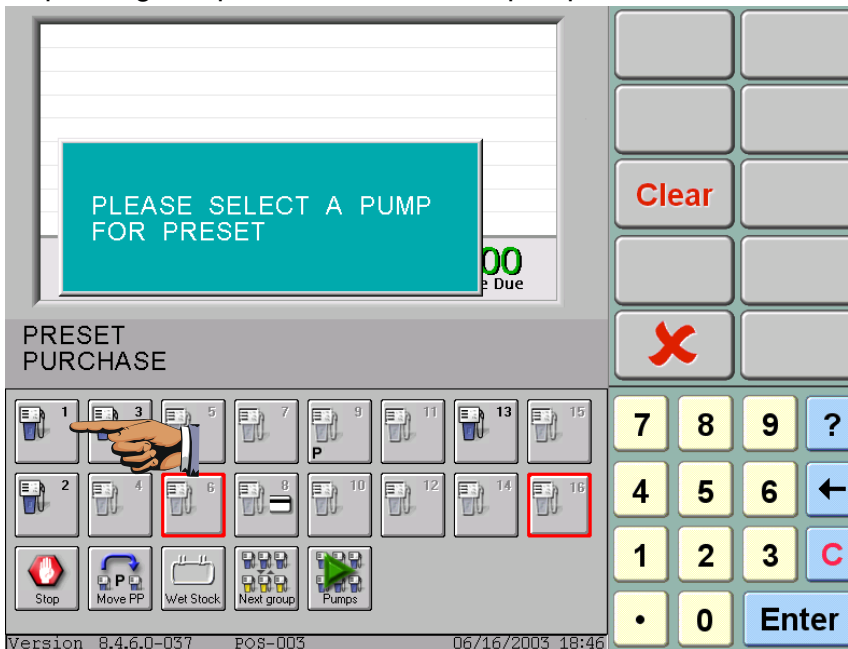 PLEASE SELECT A PUMP
FOR PRESET
00
e Due
PRESET
PURCHASE
Clear
1 3 5 7 9 11 13 15
P
2 4 6 8 10 12 14 16
P
Stop Move PP Wet Stock Next group Pumps
7 8 9 ?
4 5 6
1 2 3 C
• 0 Enter
Version 8.4.6.0-037 POS-003 06/16/2003 18:46